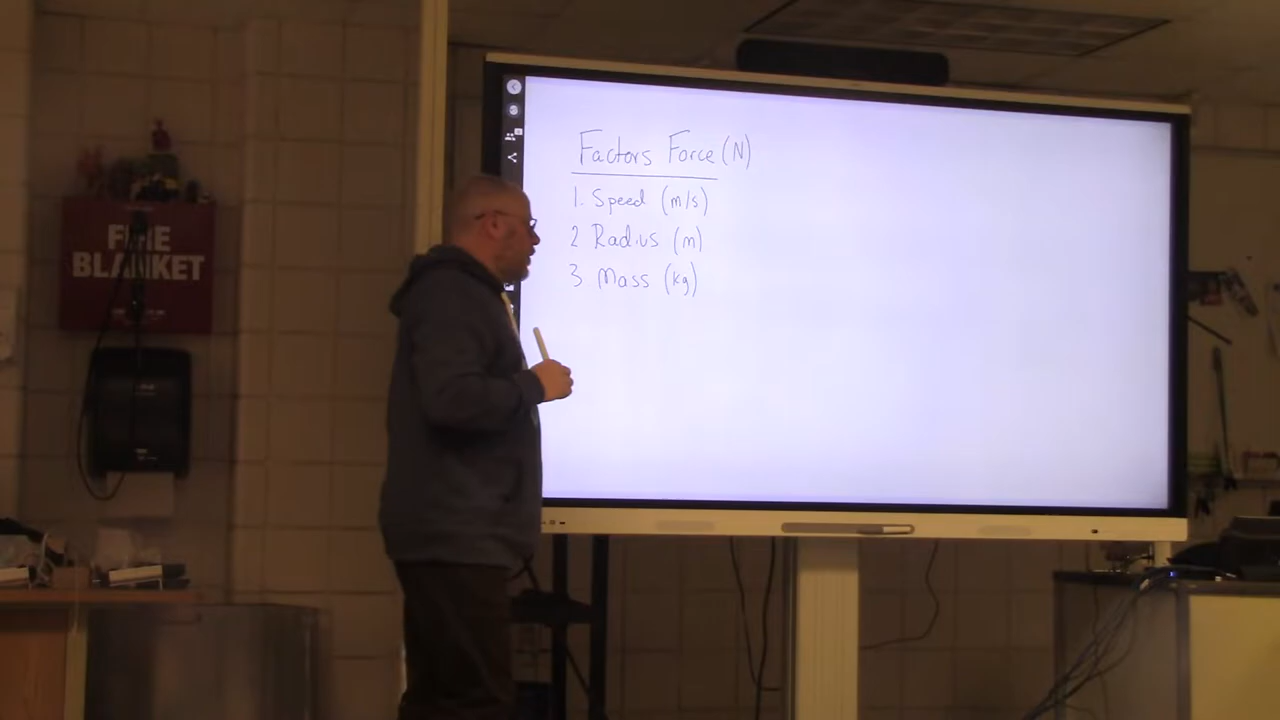 Factors Force (N)
1. Speed (m/s)
2 Radius (m)
3 Mass (kg)
FIRE
BLANKET